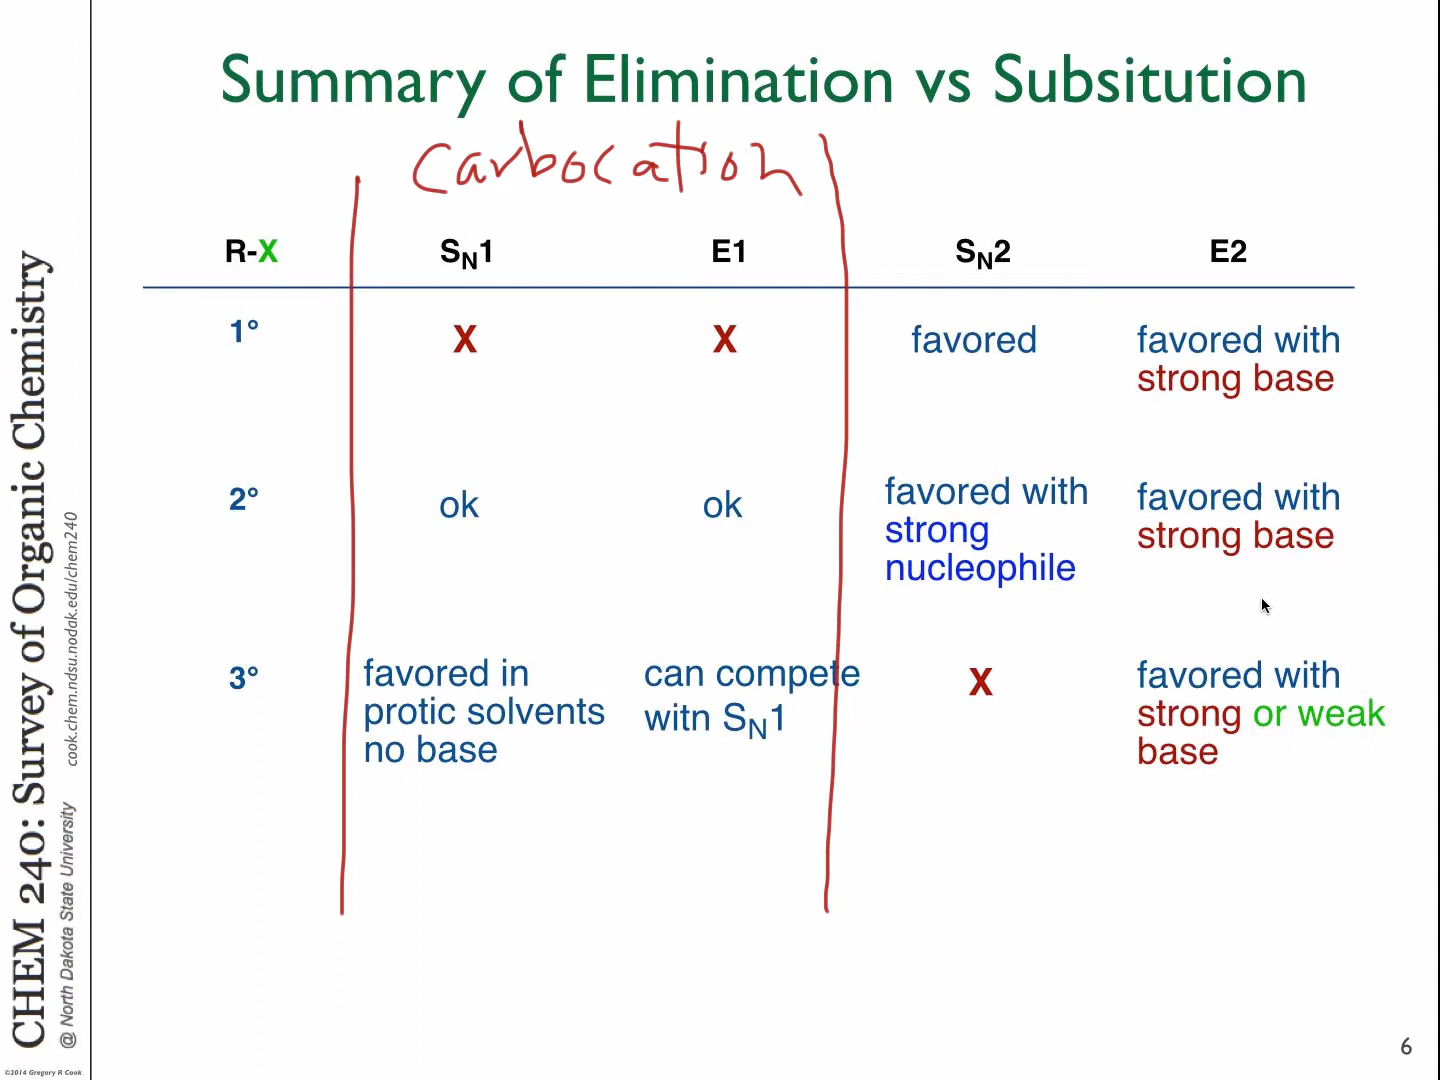 Summary of Elimination vs Subsitution
carbocation
R-X SN1 E1 SN2 E2
1° X X favored favored with
strong base
2° ok ok favored with
strong
nucleophile
favored with
strong base
3° favored in
protic solvents
no base
can compete
witn SN1
X
favored with
strong or weak
base
CHEM 240: Survey of Organic Chemistry
@ North Dakota State University cook.chem.ndsu.nodak.edu/chem240
©2014 Gregory R Cook
6